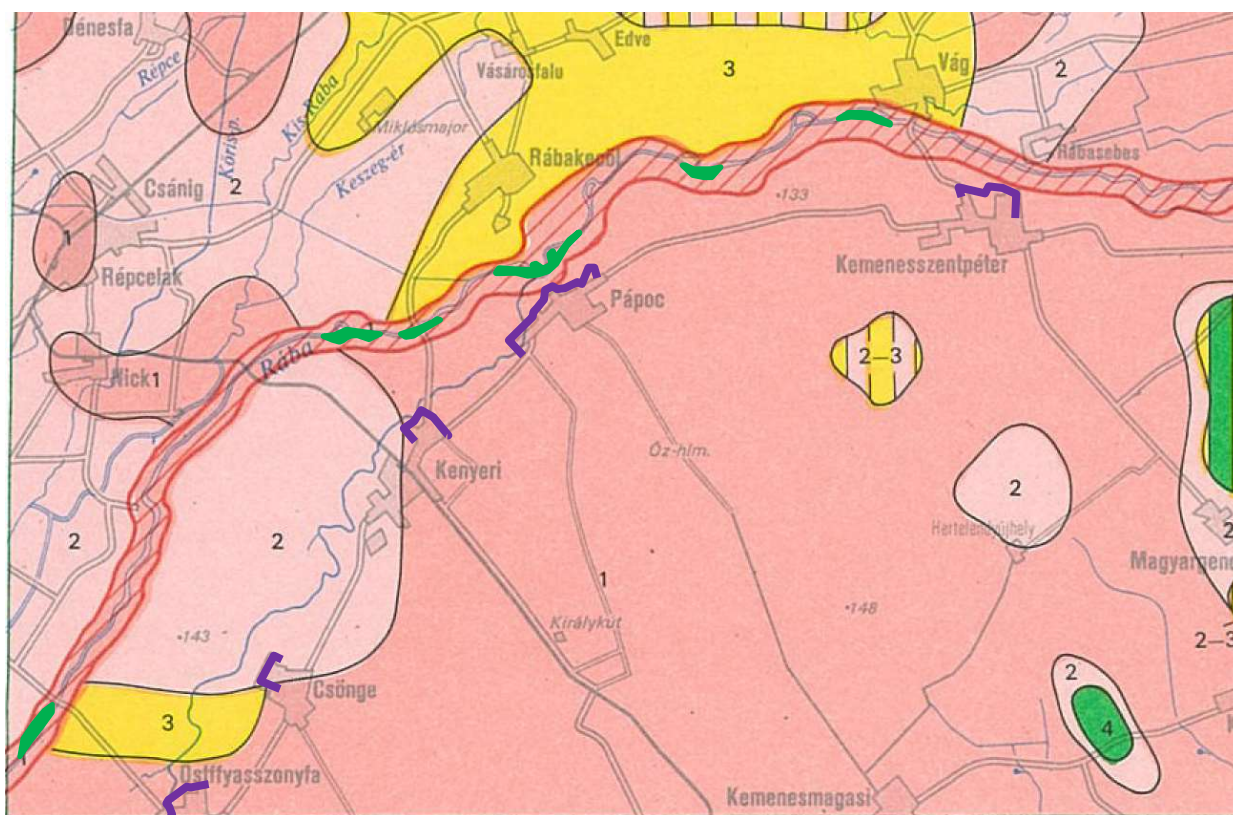 Dénesfa
Edve
Vásárosfalu
Vág
3
2
Répce
Kis-Rába
Miklósmajor
Kőris-p.
Keszeg-ér
Rábakecöl
Rábasebes
Csánig
2
1
·133
Répcelak
Kemenesszentpéter
Pápoc
Rába
Nick
1
2–3
Kenyeri
Őz-hlm.
2
2
2
Magyargen
1
·148
Királykút
·143
2–3
2
Csönge
3
4
Ostffyasszonyfa
Kemenesmagasi